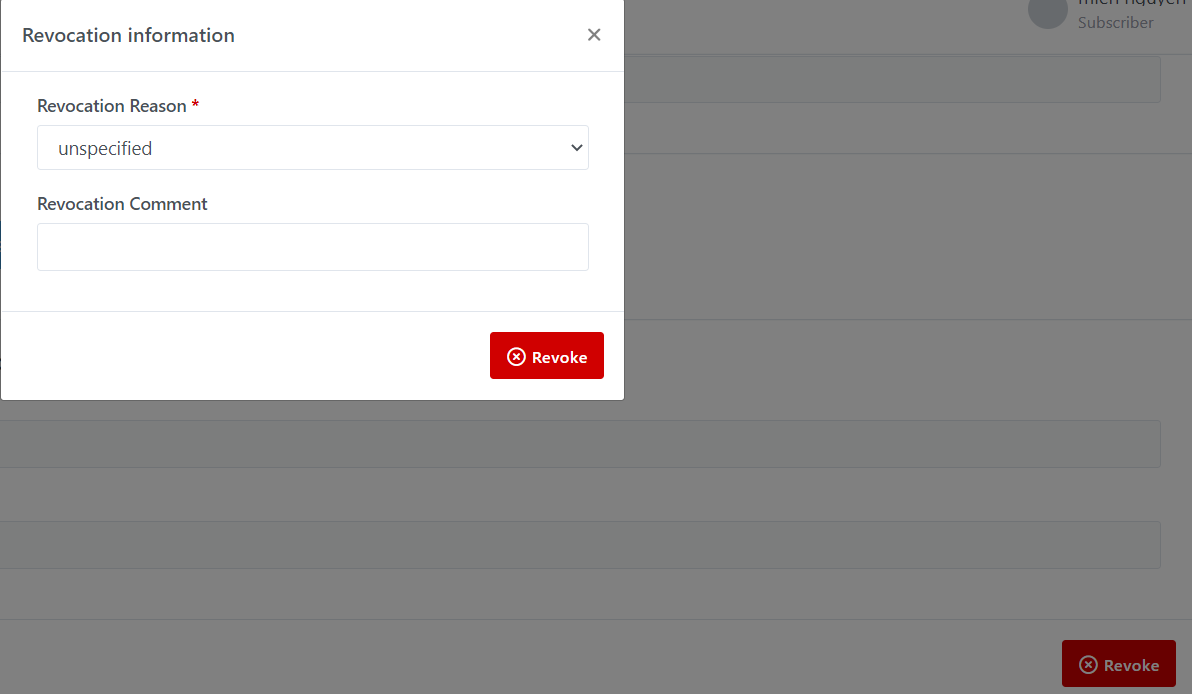 Revocation information
Subscriber
Revocation Reason *
unspecified
Revocation Comment
Revoke
Revoke